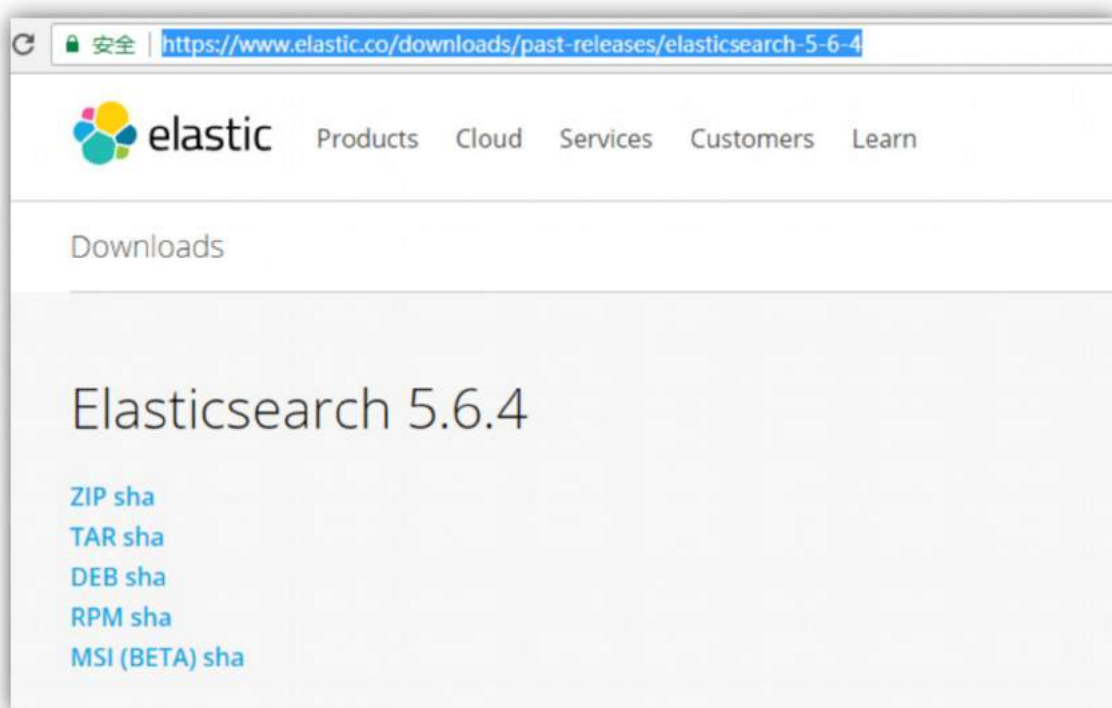 安全 | https://www.elastic.co/downloads/past-releases/elasticsearch-5-6-4
elastic Products Cloud Services Customers Learn
Downloads
Elasticsearch 5.6.4
ZIP sha
TAR sha
DEB sha
RPM sha
MSI (BETA) sha